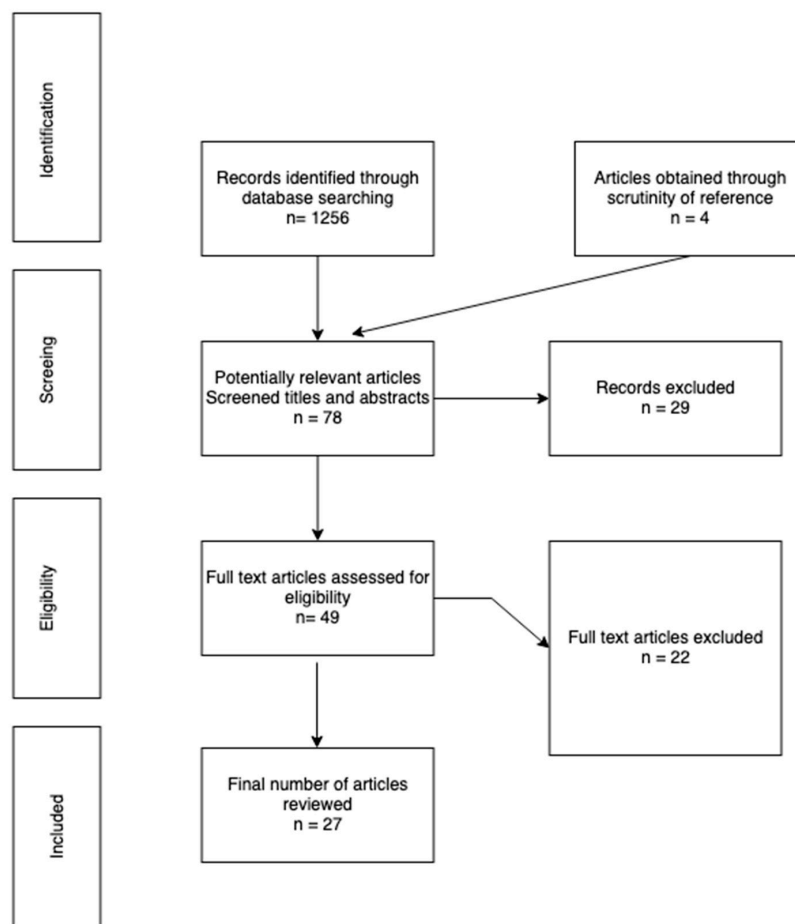 Identification
Records identified through
database searching
n= 1256
Articles obtained through
scrutiny of reference
n = 4
Screeing
Potentially relevant articles
Screened titles and abstracts
n = 78
Records excluded
n = 29
Eligibility
Full text articles assessed for
eligibility
n= 49
Full text articles excluded
n = 22
Included
Final number of articles
reviewed
n = 27